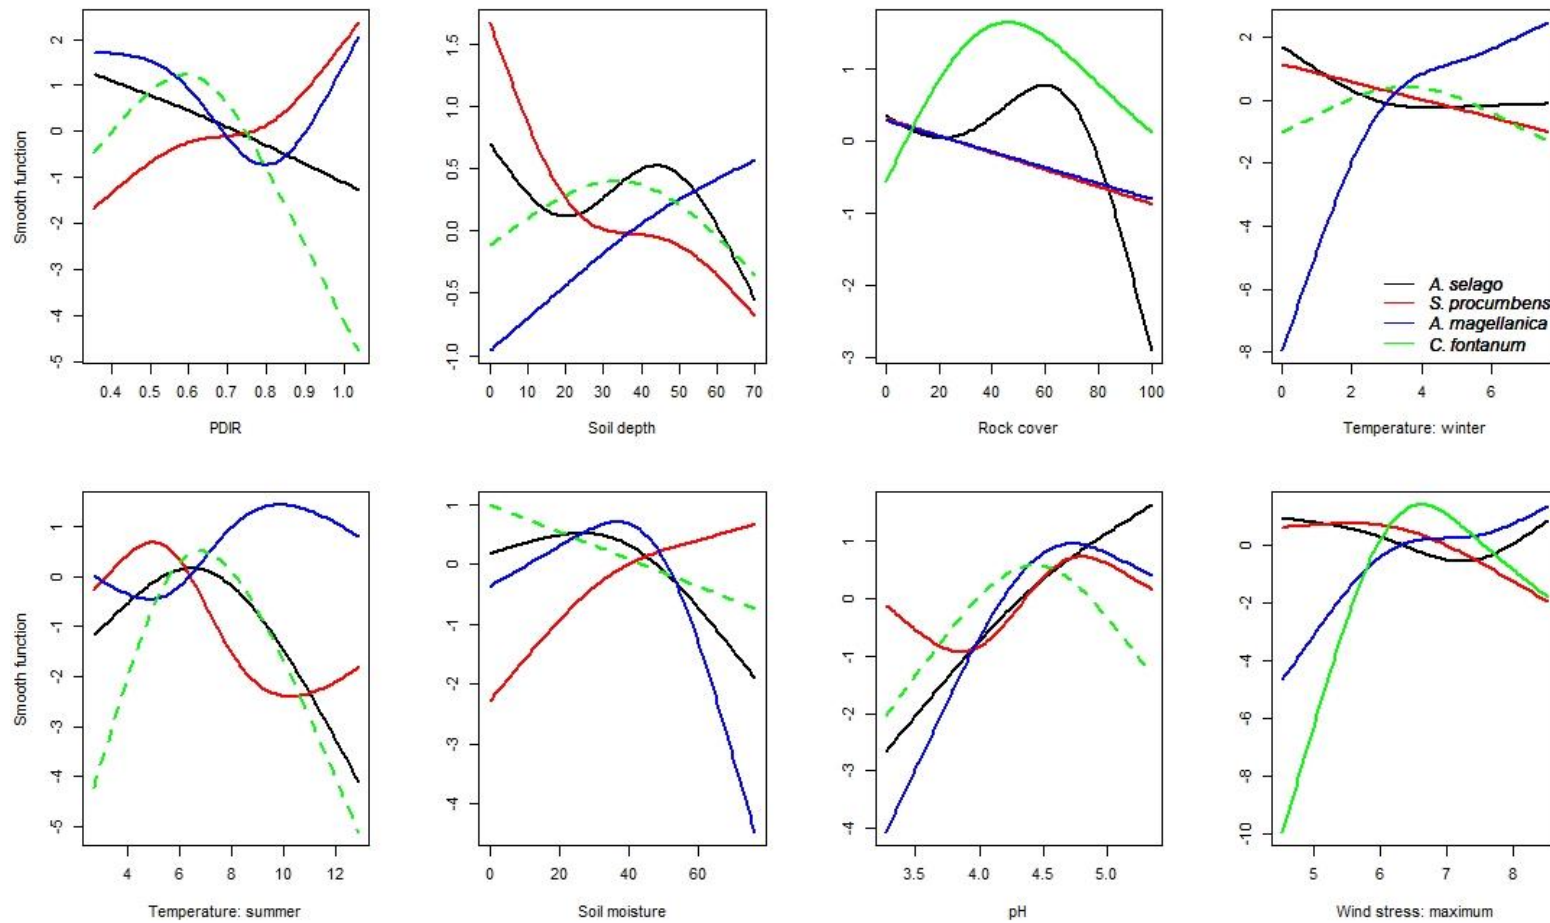 Smooth function
2
1
0
-1
-2
-3
-4
-5
0.4 0.5 0.6 0.7 0.8 0.9 1.0
PDIR
1.5
1.0
0.5
0.0
-0.5
-1.0
0 10 20 30 40 50 60 70
Soil depth
1
0
-1
-2
-3
0 20 40 60 80 100
Rock cover
2
0
-2
-4
-6
-8
A. selago
S. procumbens
A. magellanica
C. fontanum
0 2 4 6
Temperature: winter
Smooth function
1
0
-1
-2
-3
-4
-5
4 6 8 10 12
Temperature: summer
1
0
-1
-2
-3
-4
0 20 40 60
Soil moisture
1
0
-1
-2
-3
-4
3.5 4.0 4.5 5.0
pH
0
-2
-4
-6
-8
-10
5 6 7 8
Wind stress: maximum